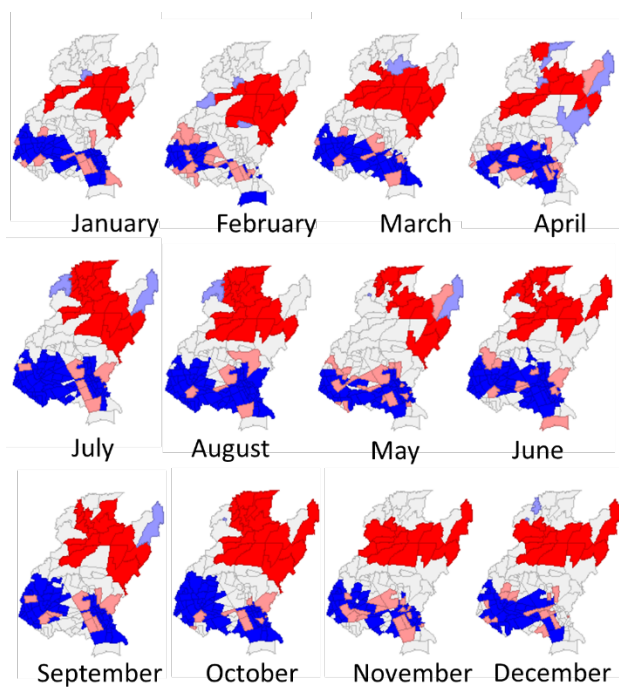 January
February
March
April
July
August
May
June
September
October
November
December